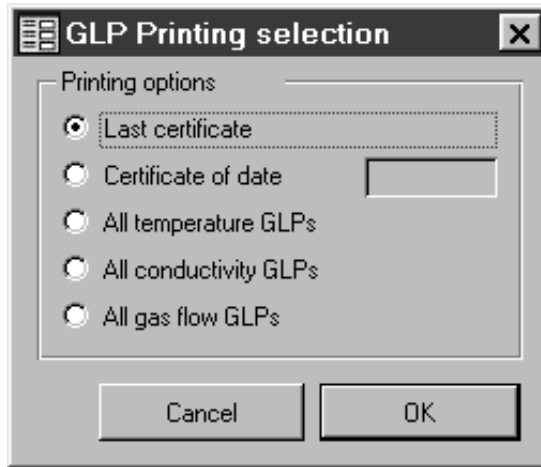 GLP Printing selection
Printing options
Last certificate
Certificate of date
All temperature GLPs
All conductivity GLPs
All gas flow GLPs
Cancel OK